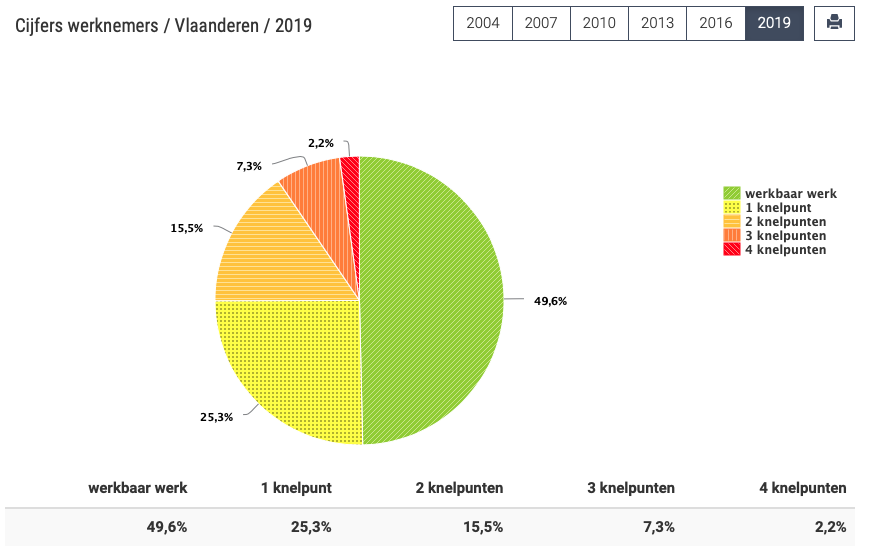 Cijfers werknemers / Vlaanderen / 2019
2004 2007 2010 2013 2016 2019
2,2%
7,3%
15,5%
49,6%
25,3%
werkbaar werk
1 knelpunt
2 knelpunten
3 knelpunten
4 knelpunten
werkbaar werk 1 knelpunt 2 knelpunten 3 knelpunten 4 knelpunten
49,6% 25,3% 15,5% 7,3% 2,2%